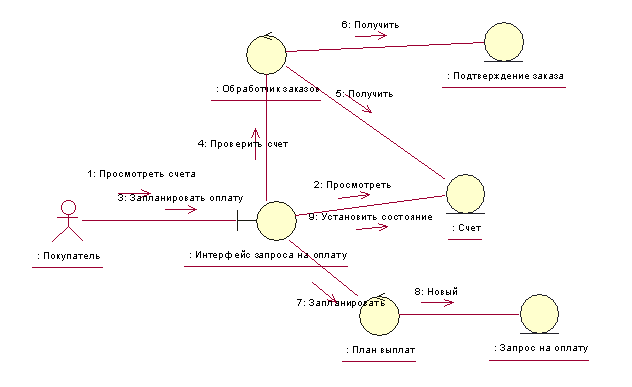 6: Получить
: Подтверждение заказа
: Обработчик заказов
5: Получить
4: Проверить счет
1: Просмотреть счета
2: Просмотреть
3: Запланировать оплату
9: Установить состояние
: Счет
: Покупатель
: Интерфейс запроса на оплату
8: Новый
7: Запланировать
: План выплат
: Запрос на оплату